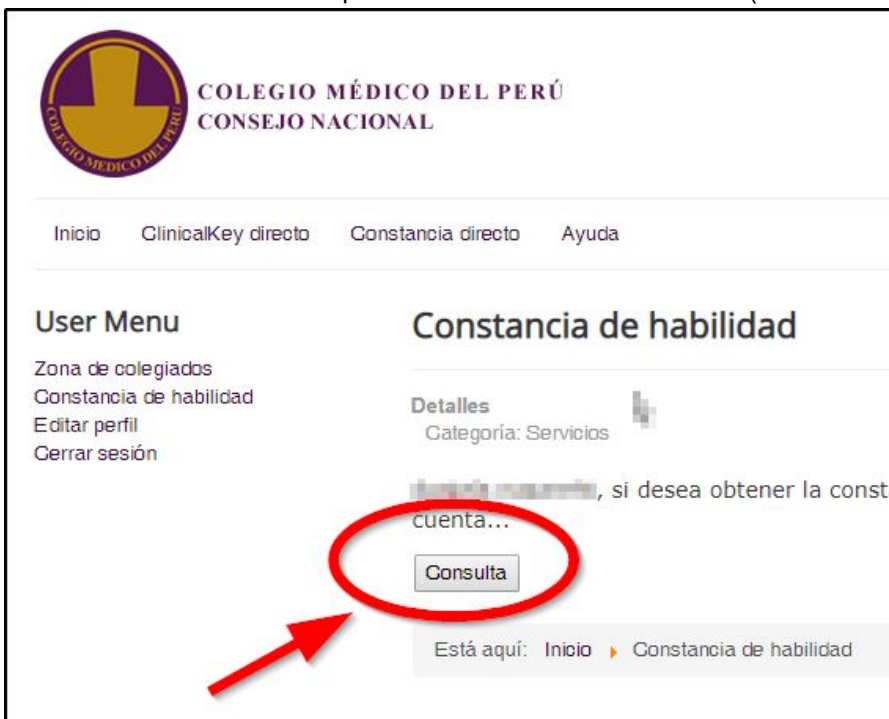 COLEGIO MÉDICO DEL PERÚ
CONSEJO NACIONAL
COLEGIO MEDICO DEL PERU
Inicio ClinicalKey directo Constancia directo Ayuda
User Menu
Zona de colegiados
Constancia de habilidad
Editar perfil
Cerrar sesión
Constancia de habilidad
Detalles
Categoría: Servicios
, si desea obtener la const
cuenta...
Consulta
Está aquí: Inicio Constancia de habilidad